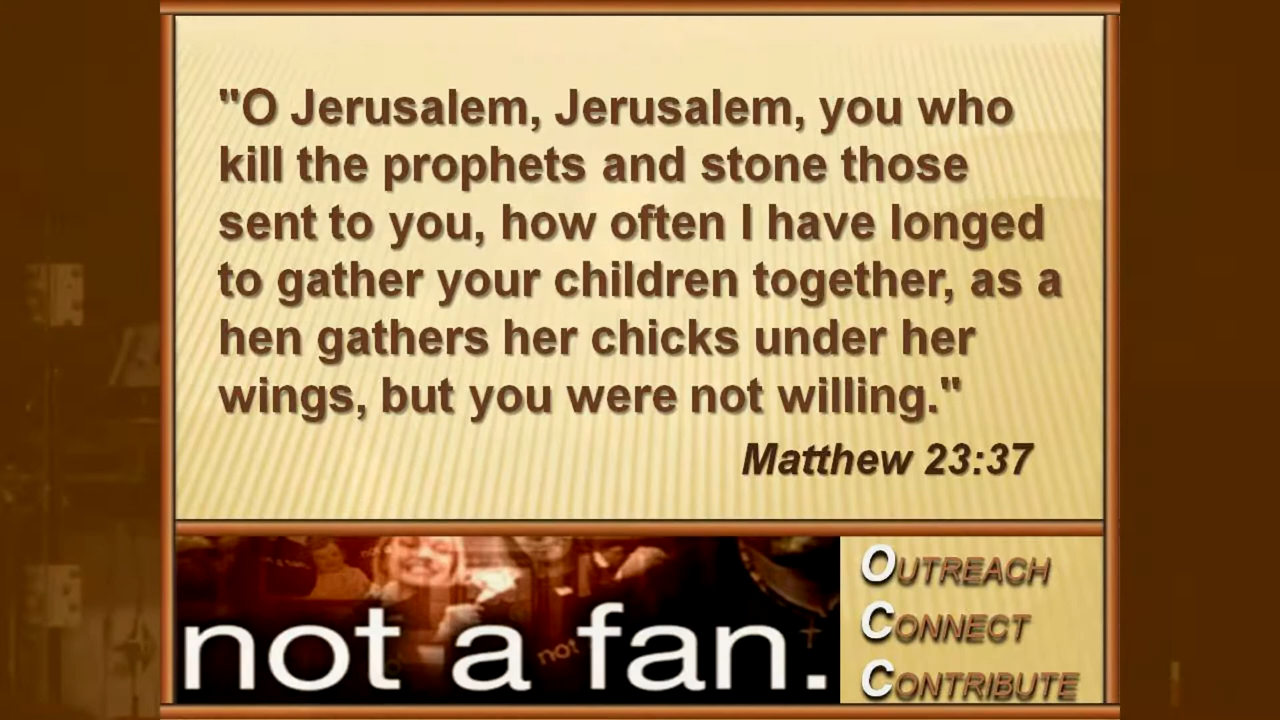 "O Jerusalem, Jerusalem, you who
kill the prophets and stone those
sent to you, how often I have longed
to gather your children together, as a
hen gathers her chicks under her
wings, but you were not willing."
Matthew 23:37
not a fan.
not
OUTREACH
CONNECT
CONTRIBUTE